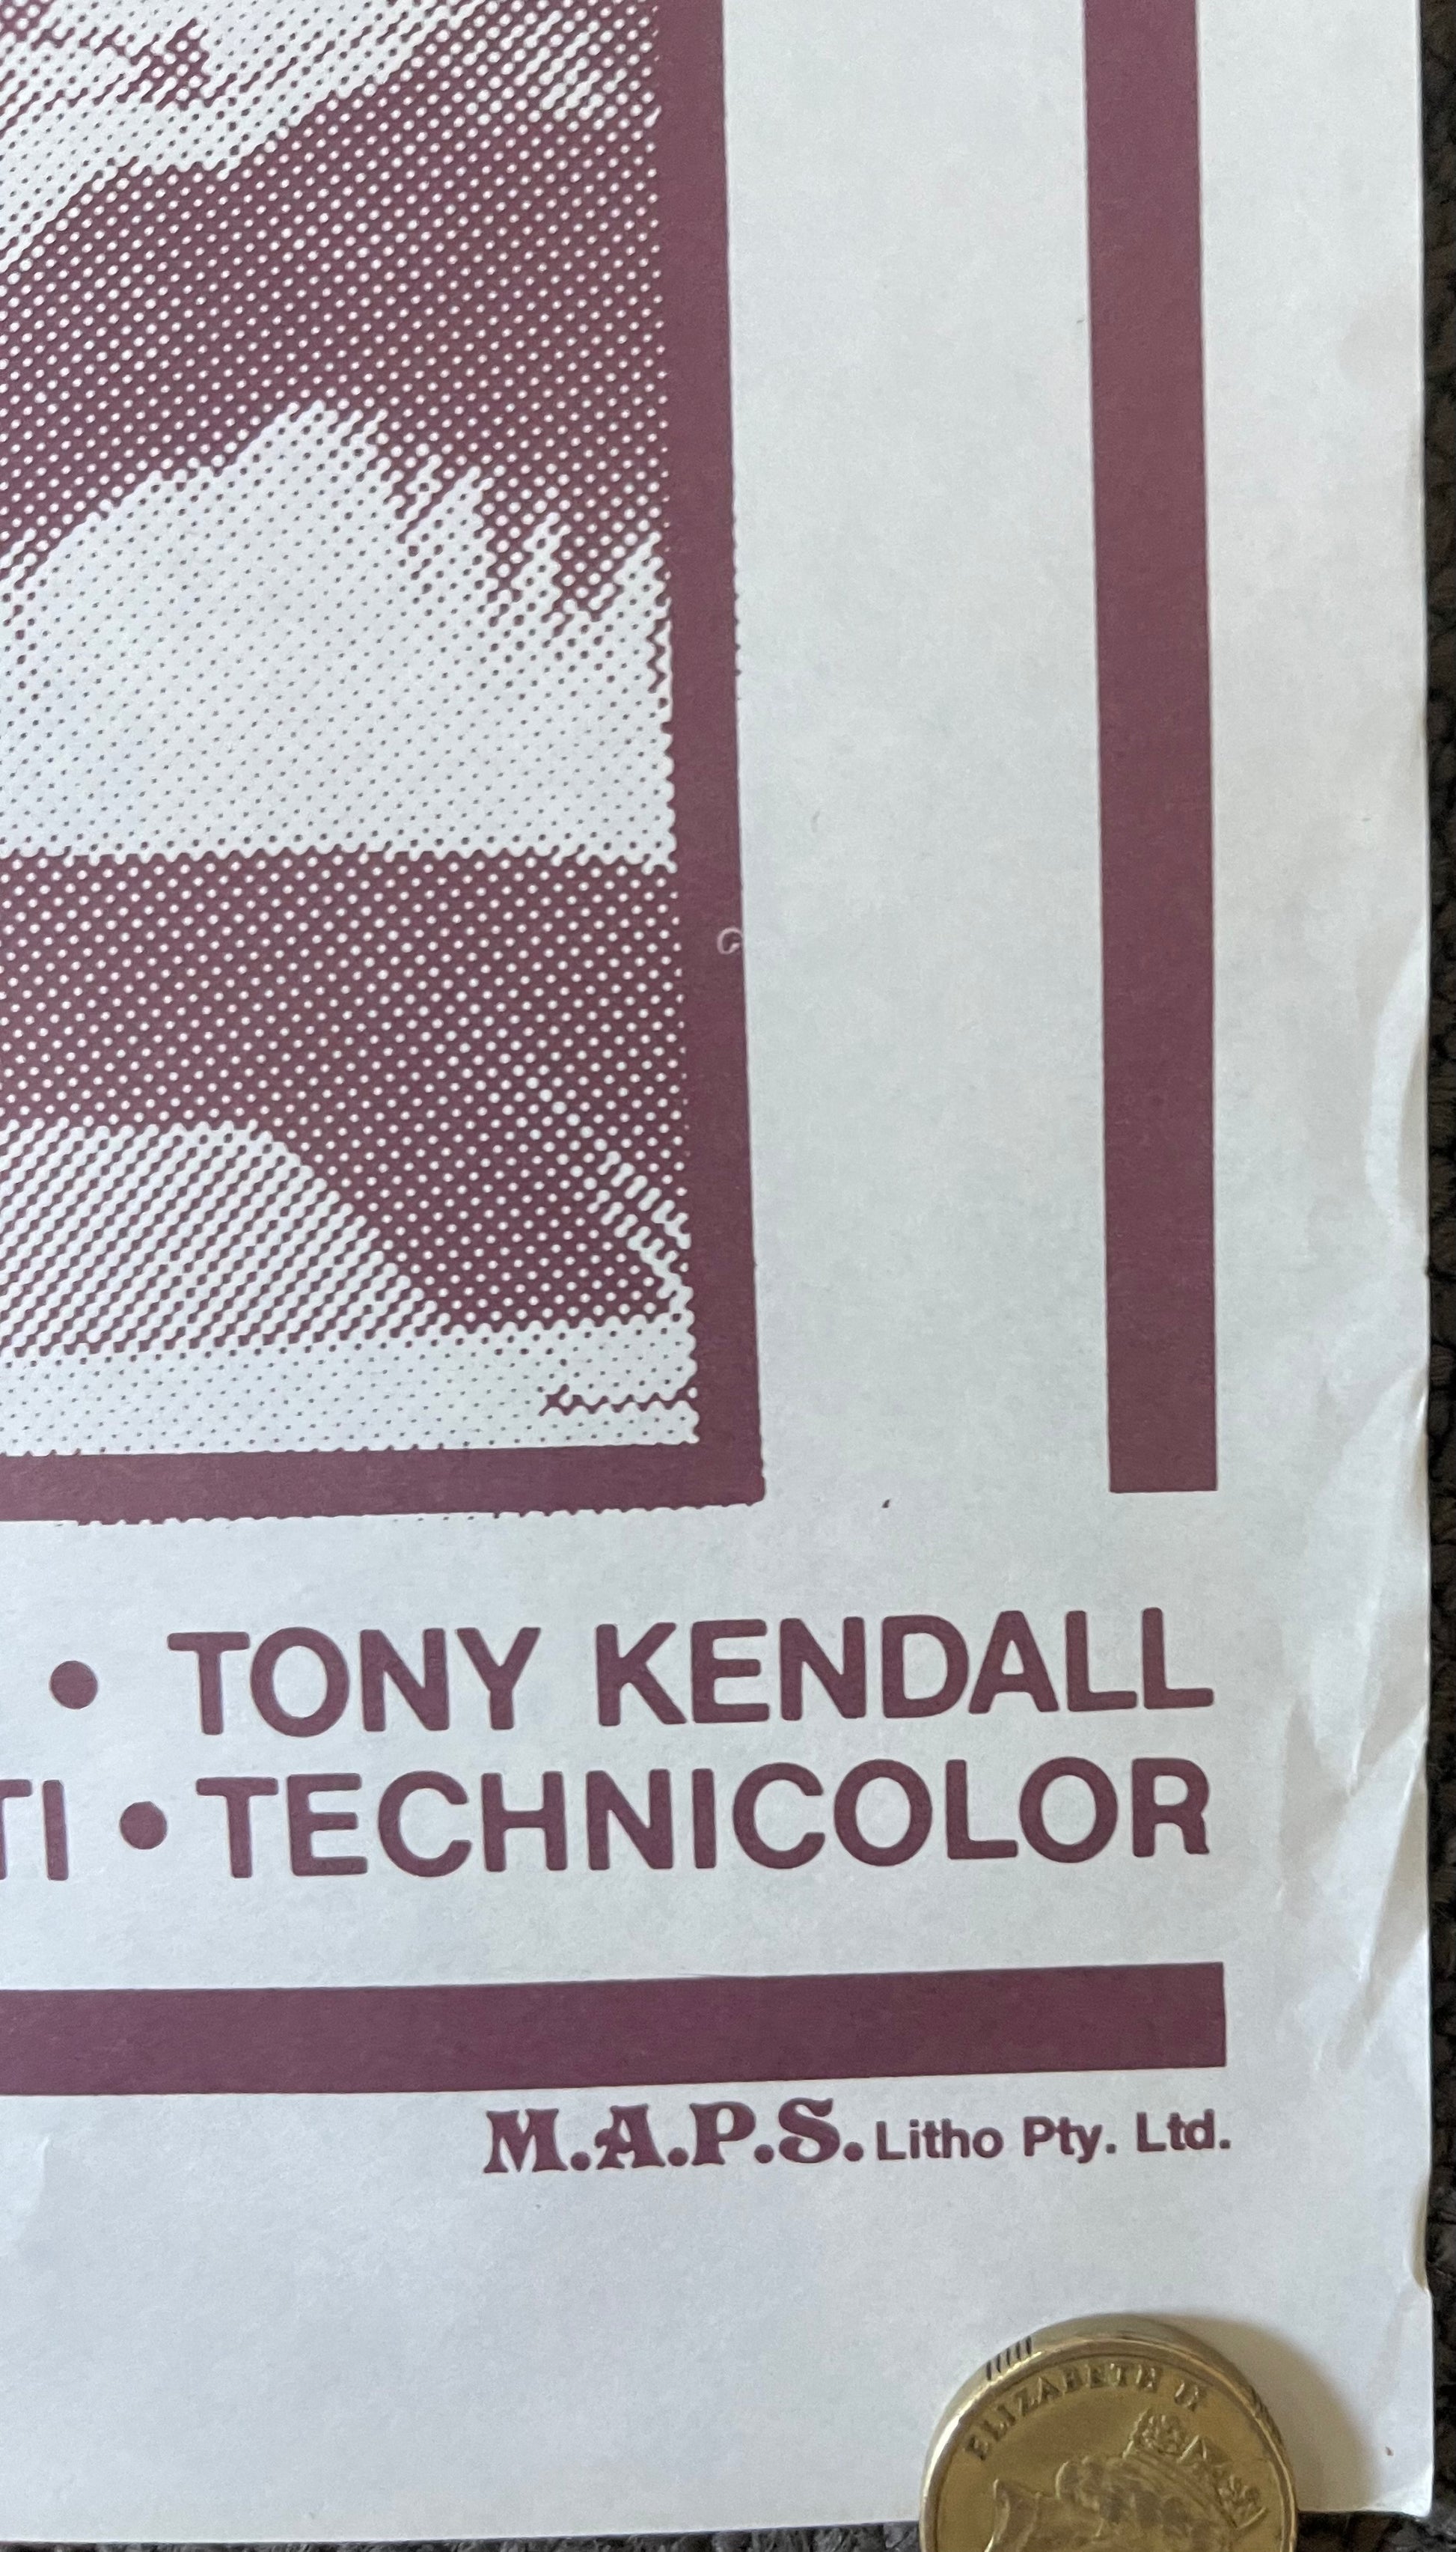 • TONY KENDALL
TI • TECHNICOLOR
M.A.P.S. Litho Pty. Ltd.
ELIZABETH II